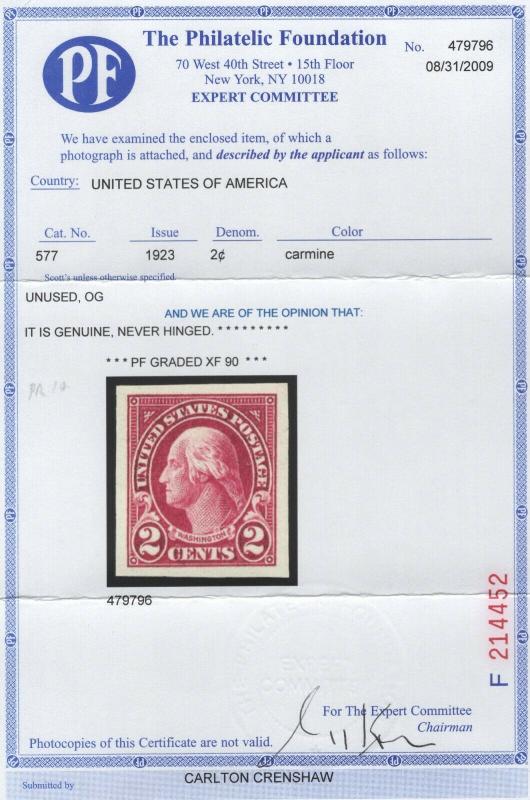 PF
The Philatelic Foundation
No. 479796
70 West 40th Street • 15th Floor
08/31/2009
New York, NY 10018
EXPERT COMMITTEE
We have examined the enclosed item, of which a
photograph is attached, and described by the applicant as follows:
Country: UNITED STATES OF AMERICA
Cat. No. Issue Denom. Color
577 1923 2¢ carmine
Scott's unless otherwise specified
UNUSED, OG
AND WE ARE OF THE OPINION THAT:
IT IS GENUINE, NEVER HINGED. * * * * * * * * *
* * * PF GRADED XF 90 * * *
UNITED STATES POSTAGE
WASHINGTON
2 CENTS 2
479796
EXPERT
COMMITTEE
F 214452
For The Expert Committee
Chairman
Photocopies of this Certificate are not valid.
Submitted by CARLTON CRENSHAW